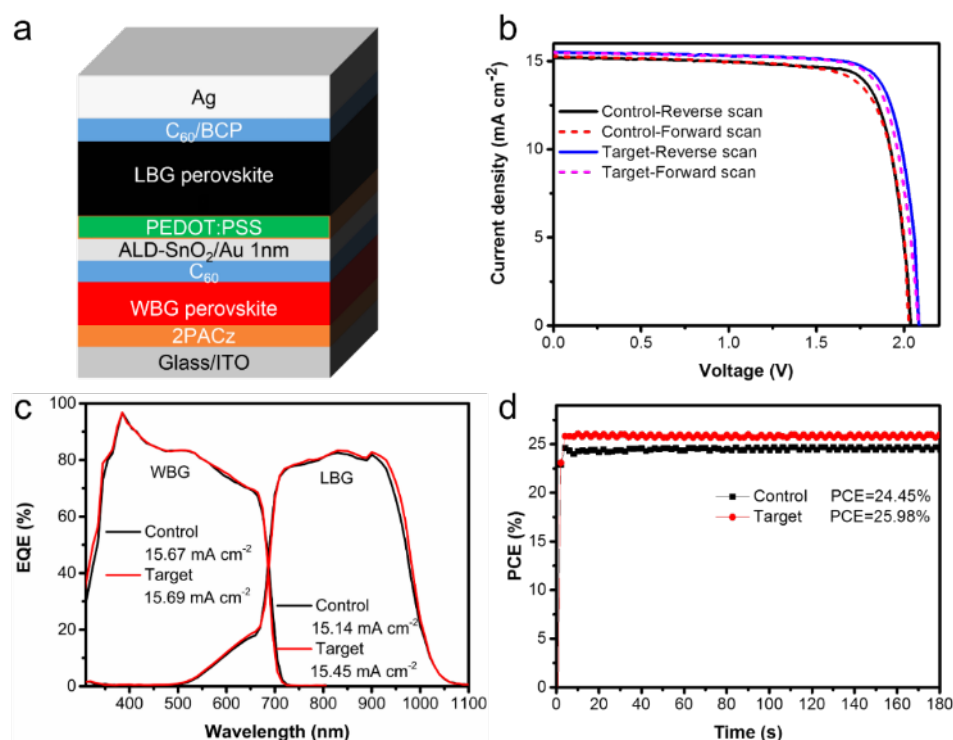 a
Ag
C₆₀/BCP
LBG perovskite
PEDOT:PSS
ALD-SnO₂/Au 1nm
C₆₀
WBG perovskite
2PACz
Glass/ITO
b
Current density (mA cm⁻²)
15
10
5
0
Control-Reverse scan
Control-Forward scan
Target-Reverse scan
Target-Forward scan
0.0 0.5 1.0 1.5 2.0
Voltage (V)
c
EQE (%)
100
80
60
40
20
0
WBG
LBG
Control
15.67 mA cm⁻²
Target
15.69 mA cm⁻²
Control
15.14 mA cm⁻²
Target
15.45 mA cm⁻²
400 500 600 700 800 900 1000 1100
Wavelength (nm)
d
PCE (%)
25
20
15
10
5
0
Control PCE=24.45%
Target PCE=25.98%
0 20 40 60 80 100 120 140 160 180
Time (s)